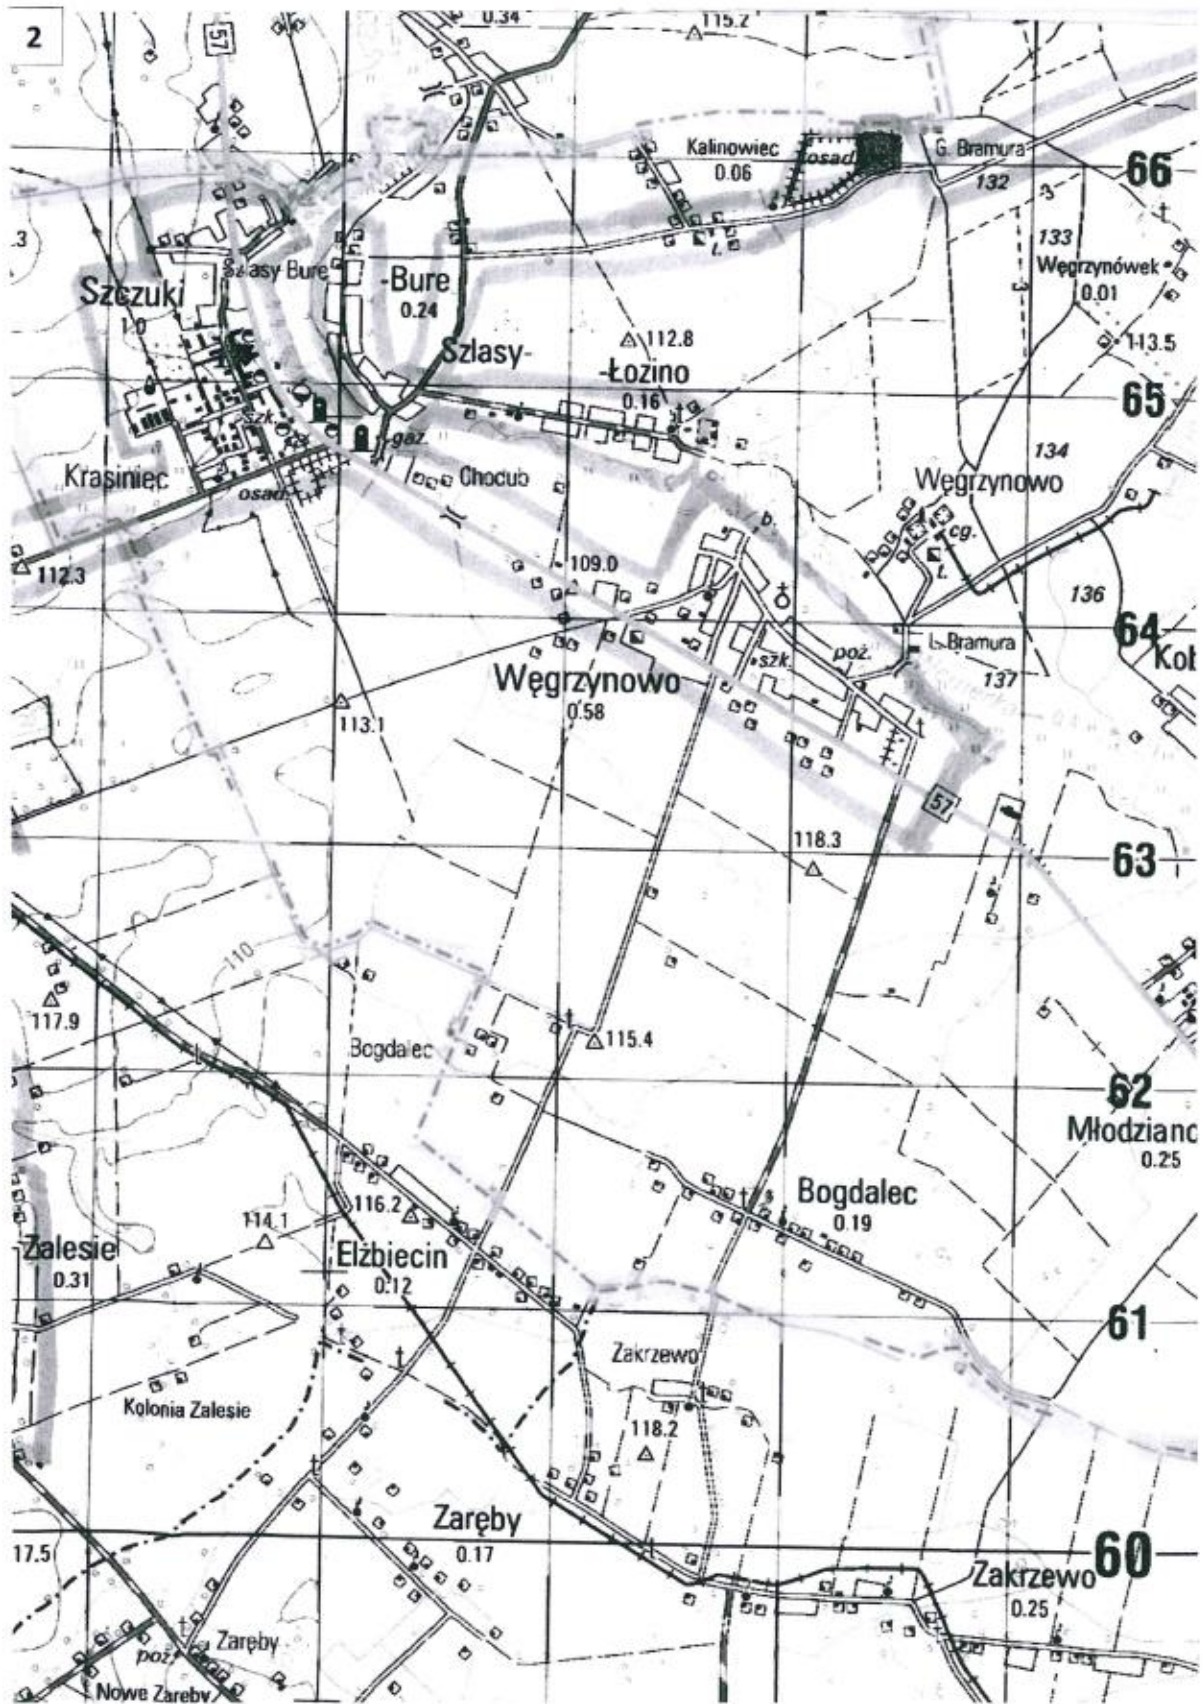 2
57
0.34
115.2
Kalinowiec
0.06
osad.
G. Bramura
132
66
.3
133
Węgrzynówek
0.01
Szlasy Bure
Szczuki
1.0
-Bure
0.24
112.8
113.5
Szlasy-
-Łozino
0.16
65
szk.
gaz.
134
Krasiniec
osad.
Chocub
Węgrzynowo
b.
cg.
t.
112.3
109.0
136
64
L. Bramura
Kob
szk.
poż.
137
Węgrzynowo
0.58
113.1
57
118.3
63
110
117.9
Bogdalec
115.4
62
Młodziano
0.25
Bogdalec
0.19
116.2
114.1
Zalesie
0.31
Elżbiecin
0.12
61
Zakrzewo
Kolonia Zalesie
118.2
Zaręby
0.17
17.5
60
Zakrzewo
0.25
Zaręby
poż.
Nowe Zaręby